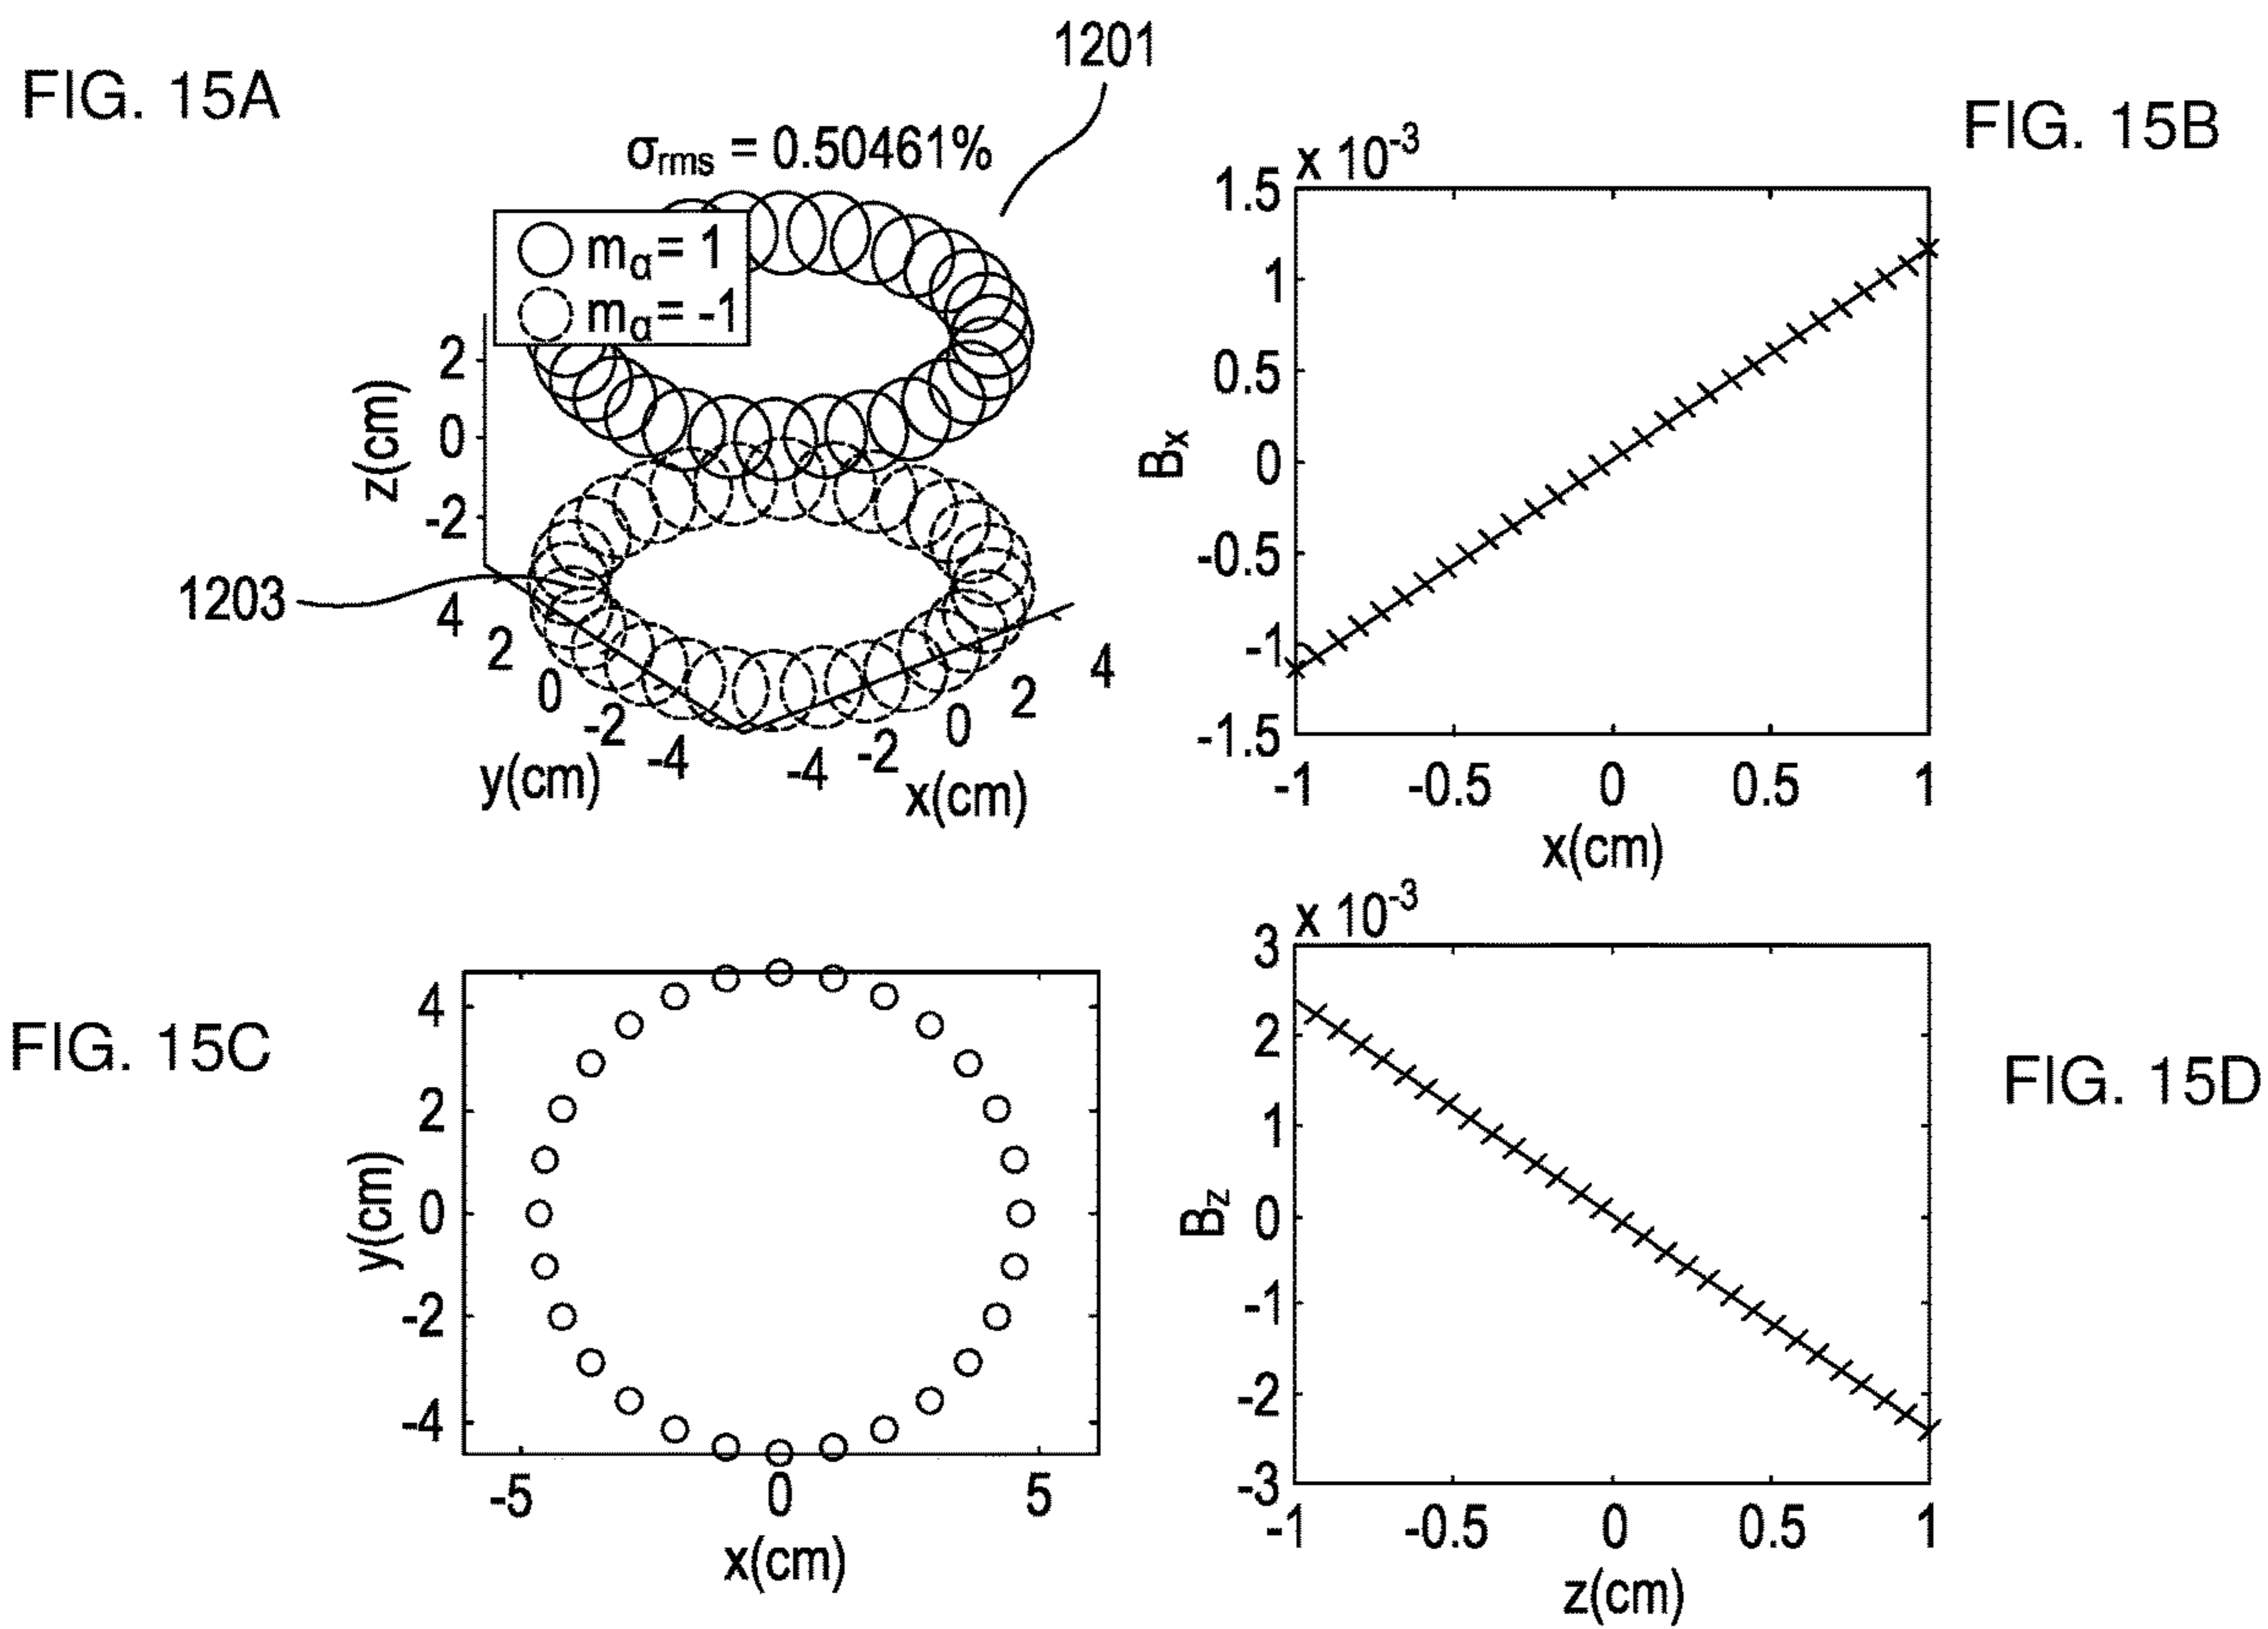 FIG. 15A
1201
σrms = 0.50461%
mα = 1
mα = -1
z(cm)
2
0
-2
1203
4
2
0
-2
-4
y(cm)
-4
-2
0
2
4
x(cm)
FIG. 15B
x 10-3
1.5
1
0.5
0
-0.5
-1
-1.5
Bx
-1
-0.5
0
0.5
1
x(cm)
FIG. 15C
4
2
0
-2
-4
y(cm)
-5
0
5
x(cm)
FIG. 15D
x 10-3
3
2
1
0
-1
-2
-3
Bz
-1
-0.5
0
0.5
1
z(cm)